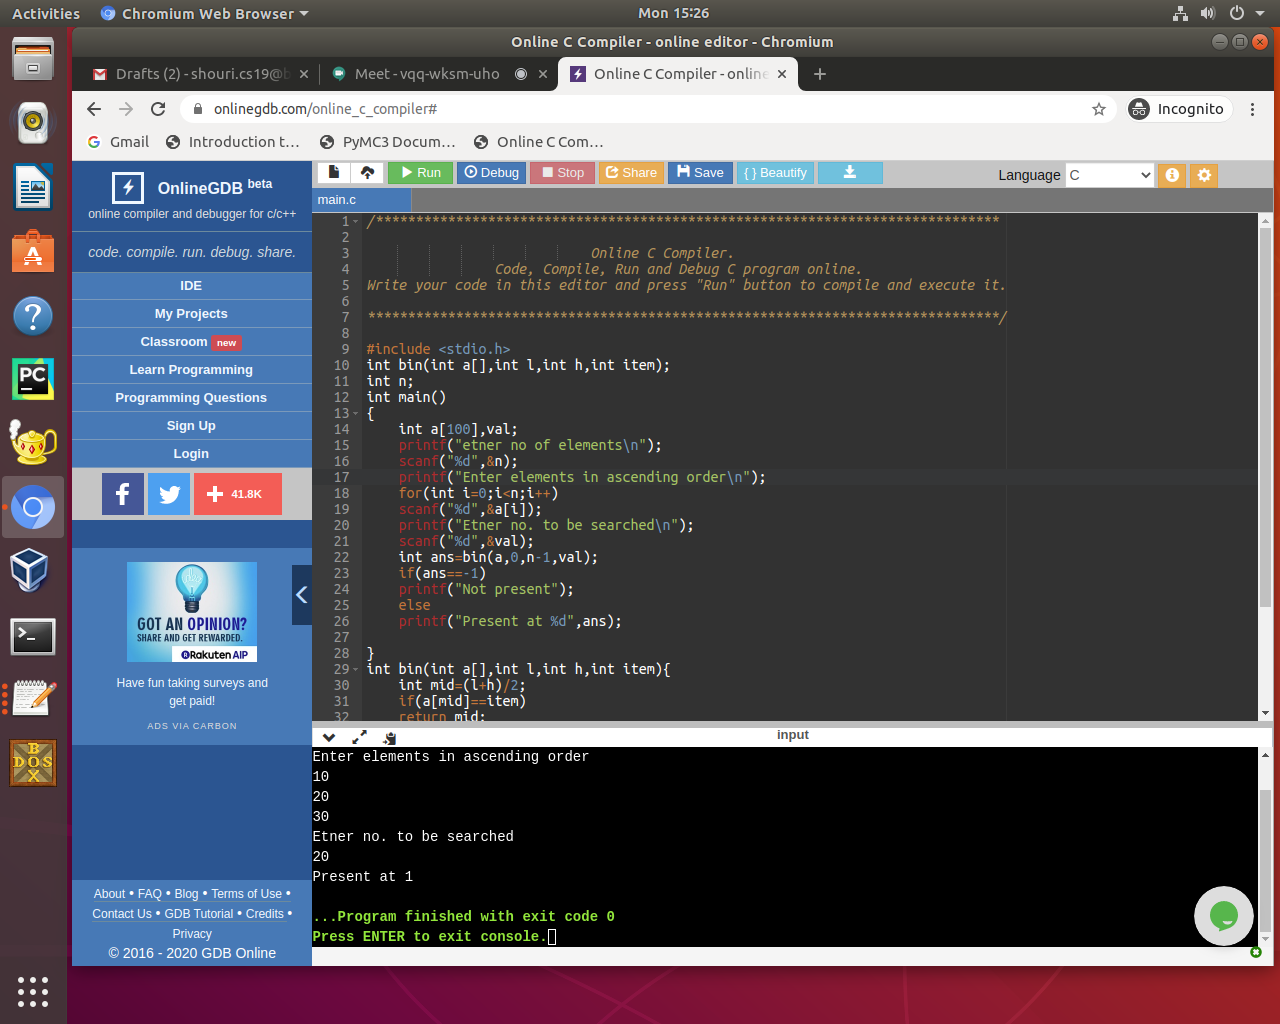 Activities
Chromium Web Browser
Mon 15:26
Online C Compiler - online editor - Chromium
Drafts (2) - shouri.cs19@b
Meet - vqq-wksm-uho
Online C Compiler - online
onlinegdb.com/online_c_compiler#
Incognito
Gmail
Introduction t...
PyMC3 Docum...
Online C Com...
OnlineGDB beta
online compiler and debugger for c/c++
code. compile. run. debug. share.
IDE
My Projects
Classroom new
Learn Programming
Programming Questions
Sign Up
Login
41.8K
GOT AN OPINION?
SHARE AND GET REWARDED.
Rakuten AIP
Have fun taking surveys and
get paid!
ADS VIA CARBON
About • FAQ • Blog • Terms of Use •
Contact Us • GDB Tutorial • Credits •
Privacy
© 2016 - 2020 GDB Online
Run
Debug
Stop
Share
Save
{ } Beautify
Language C
main.c
1 /******************************************************************************
2
3 Online C Compiler.
4 Code, Compile, Run and Debug C program online.
5 Write your code in this editor and press "Run" button to compile and execute it.
6
7 *******************************************************************************/
8
9 #include <stdio.h>
10 int bin(int a[],int l,int h,int item);
11 int n;
12 int main()
13 {
14 int a[100],val;
15 printf("etner no of elements\n");
16 scanf("%d",&n);
17 printf("Enter elements in ascending order\n");
18 for(int i=0;i<n;i++)
19 scanf("%d",&a[i]);
20 printf("Etner no. to be searched\n");
21 scanf("%d",&val);
22 int ans=bin(a,0,n-1,val);
23 if(ans==-1)
24 printf("Not present");
25 else
26 printf("Present at %d",ans);
27
28 }
29 int bin(int a[],int l,int h,int item){
30 int mid=(l+h)/2;
31 if(a[mid]==item)
32 return mid;
input
Enter elements in ascending order
10
20
30
Etner no. to be searched
20
Present at 1
...Program finished with exit code 0
Press ENTER to exit console.
PC
DOS
BOX